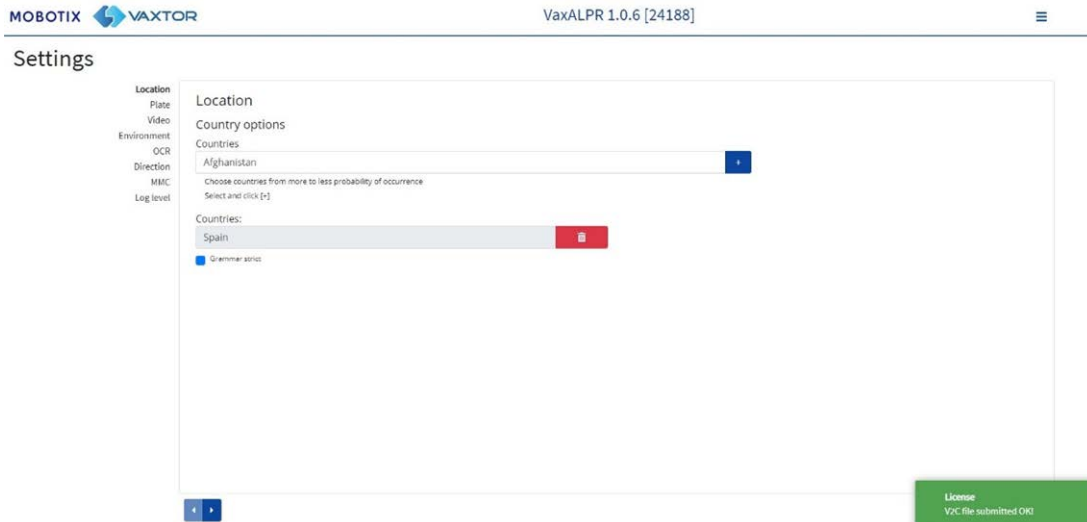 MOBOTIX VAXTOR
VaxALPR 1.0.6 [24188]
Settings
Location
Plate
Video
Environment
OCR
Direction
MMC
Log level
Location
Country options
Countries
Afghanistan
+
Choose countries from more to less probability of occurrence
Select and click [+]
Countries:
Spain
Grammar strict
License
V2C file submitted OK!